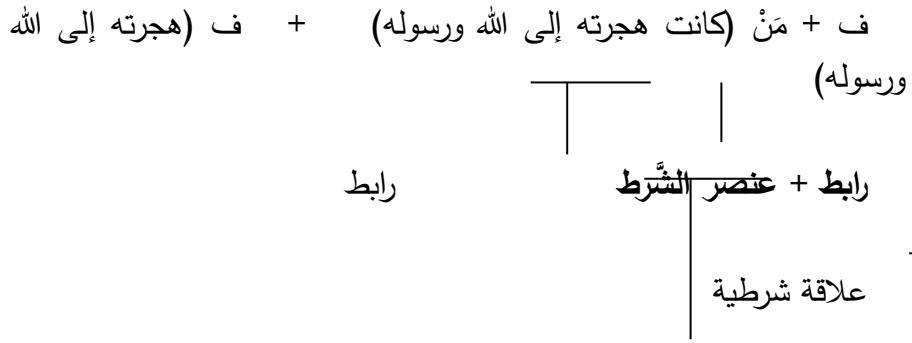 ف + مَنْ (كانت هجرته إلى الله ورسوله) + ف (هجرته إلى الله
ورسوله)
رابط + عنصر الشَّرط رابط
علاقة شرطية